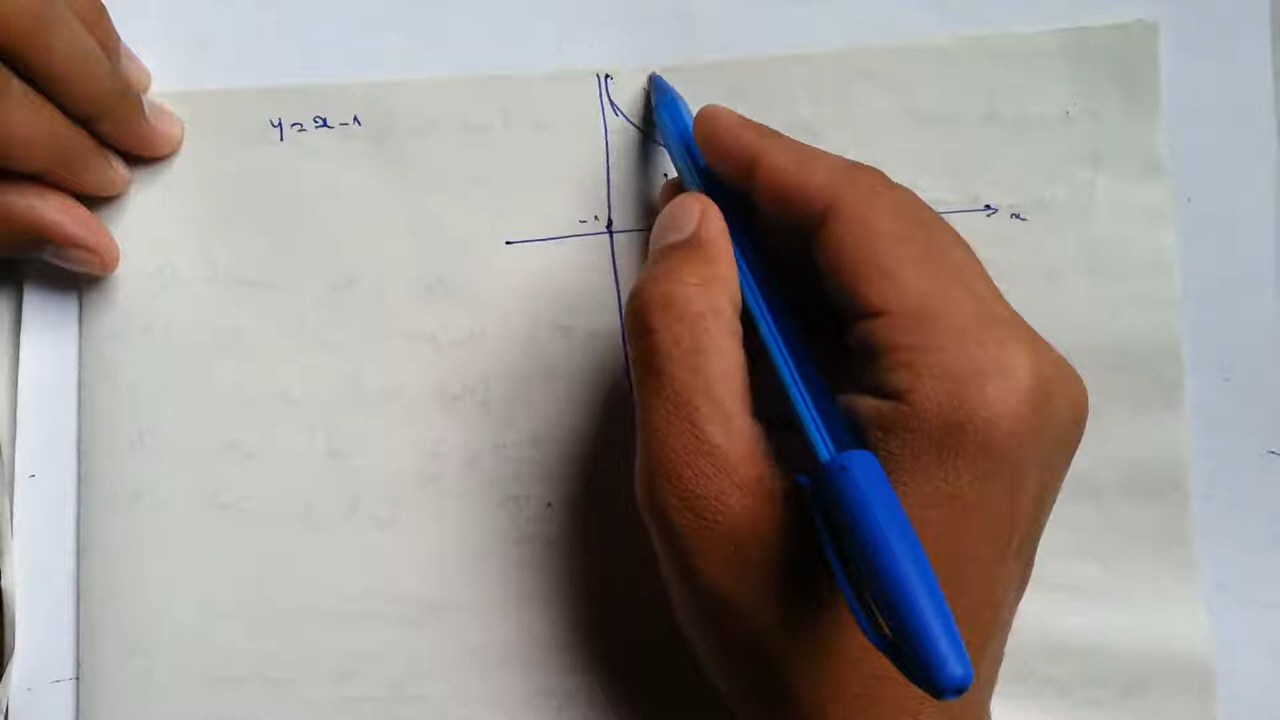 y = x - 1
-1
x